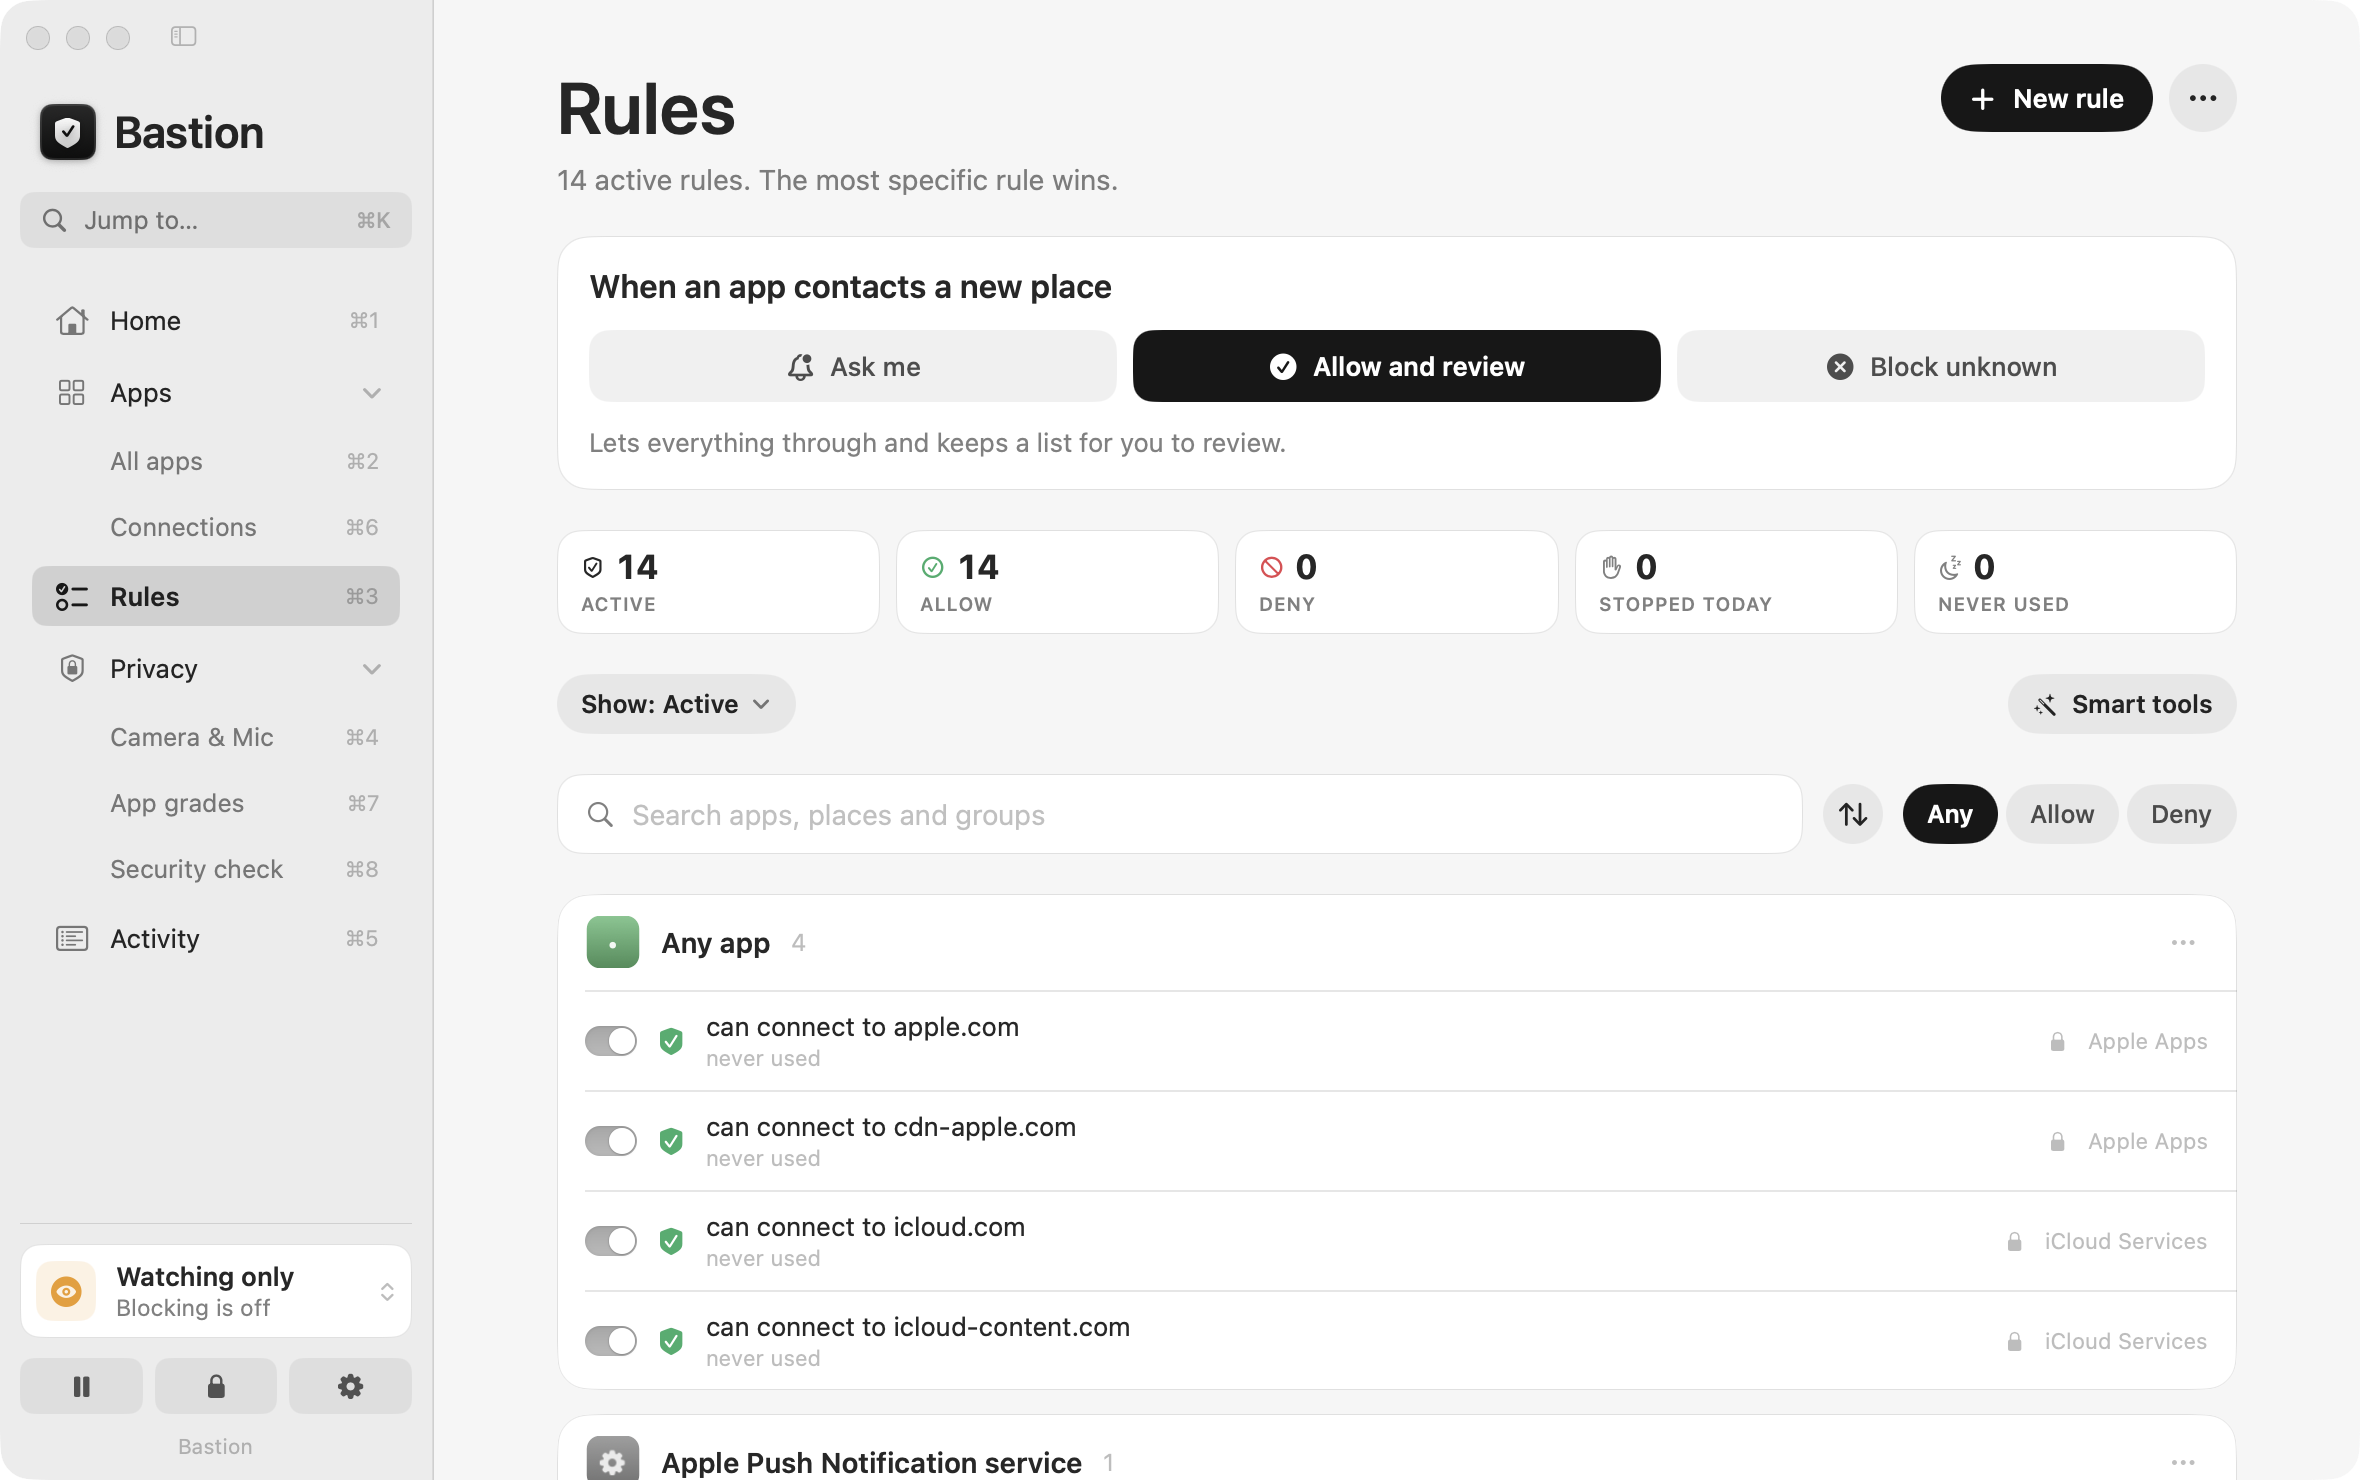 Bastion
Jump to... ⌘K
Home ⌘1
Apps
All apps ⌘2
Connections ⌘6
Rules ⌘3
Privacy
Camera & Mic ⌘4
App grades ⌘7
Security check ⌘8
Activity ⌘5
Watching only
Blocking is off
Bastion
Rules
14 active rules. The most specific rule wins.
New rule
When an app contacts a new place
Ask me
Allow and review
Block unknown
Lets everything through and keeps a list for you to review.
14
ACTIVE
14
ALLOW
0
DENY
0
STOPPED TODAY
0
NEVER USED
Show: Active
Smart tools
Search apps, places and groups
Any
Allow
Deny
Any app 4
can connect to apple.com
never used
Apple Apps
can connect to cdn-apple.com
never used
Apple Apps
can connect to icloud.com
never used
iCloud Services
can connect to icloud-content.com
never used
iCloud Services
Apple Push Notification service 1